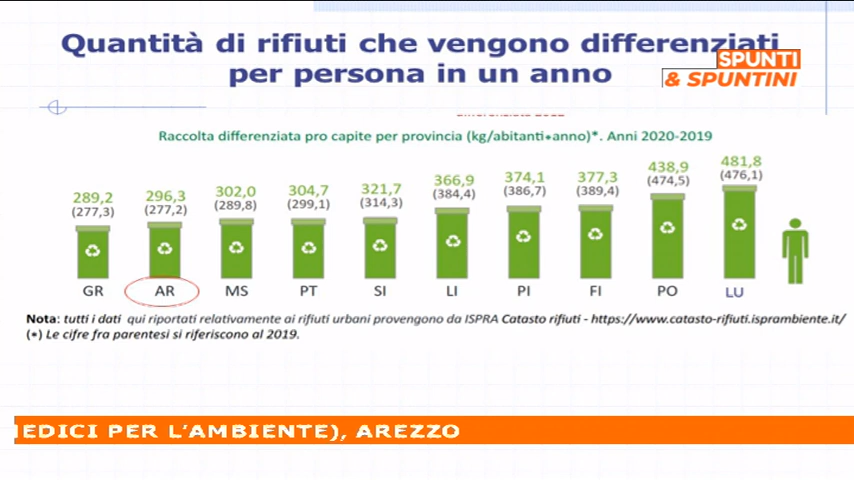 Quantità di rifiuti che vengono differenziati
per persona in un anno
SPUNTI
& SPUNTINI
Raccolta differenziata pro capite per provincia (kg/abitanti*anno)*. Anni 2020-2019
289,2 296,3 302,0 304,7 321,7 366,9 374,1 377,3 438,9 481,8
(277,3) (277,2) (289,8) (299,1) (314,3) (384,4) (386,7) (389,4) (474,5) (476,1)
GR AR MS PT SI LI PI FI PO LU
Nota: tutti i dati qui riportati relativamente ai rifiuti urbani provengono da ISPRA Catasto rifiuti - https://www.catasto-rifiuti.isprambiente.it/
(*) Le cifre fra parentesi si riferiscono al 2019.
EDICI PER L'AMBIENTE), AREZZO